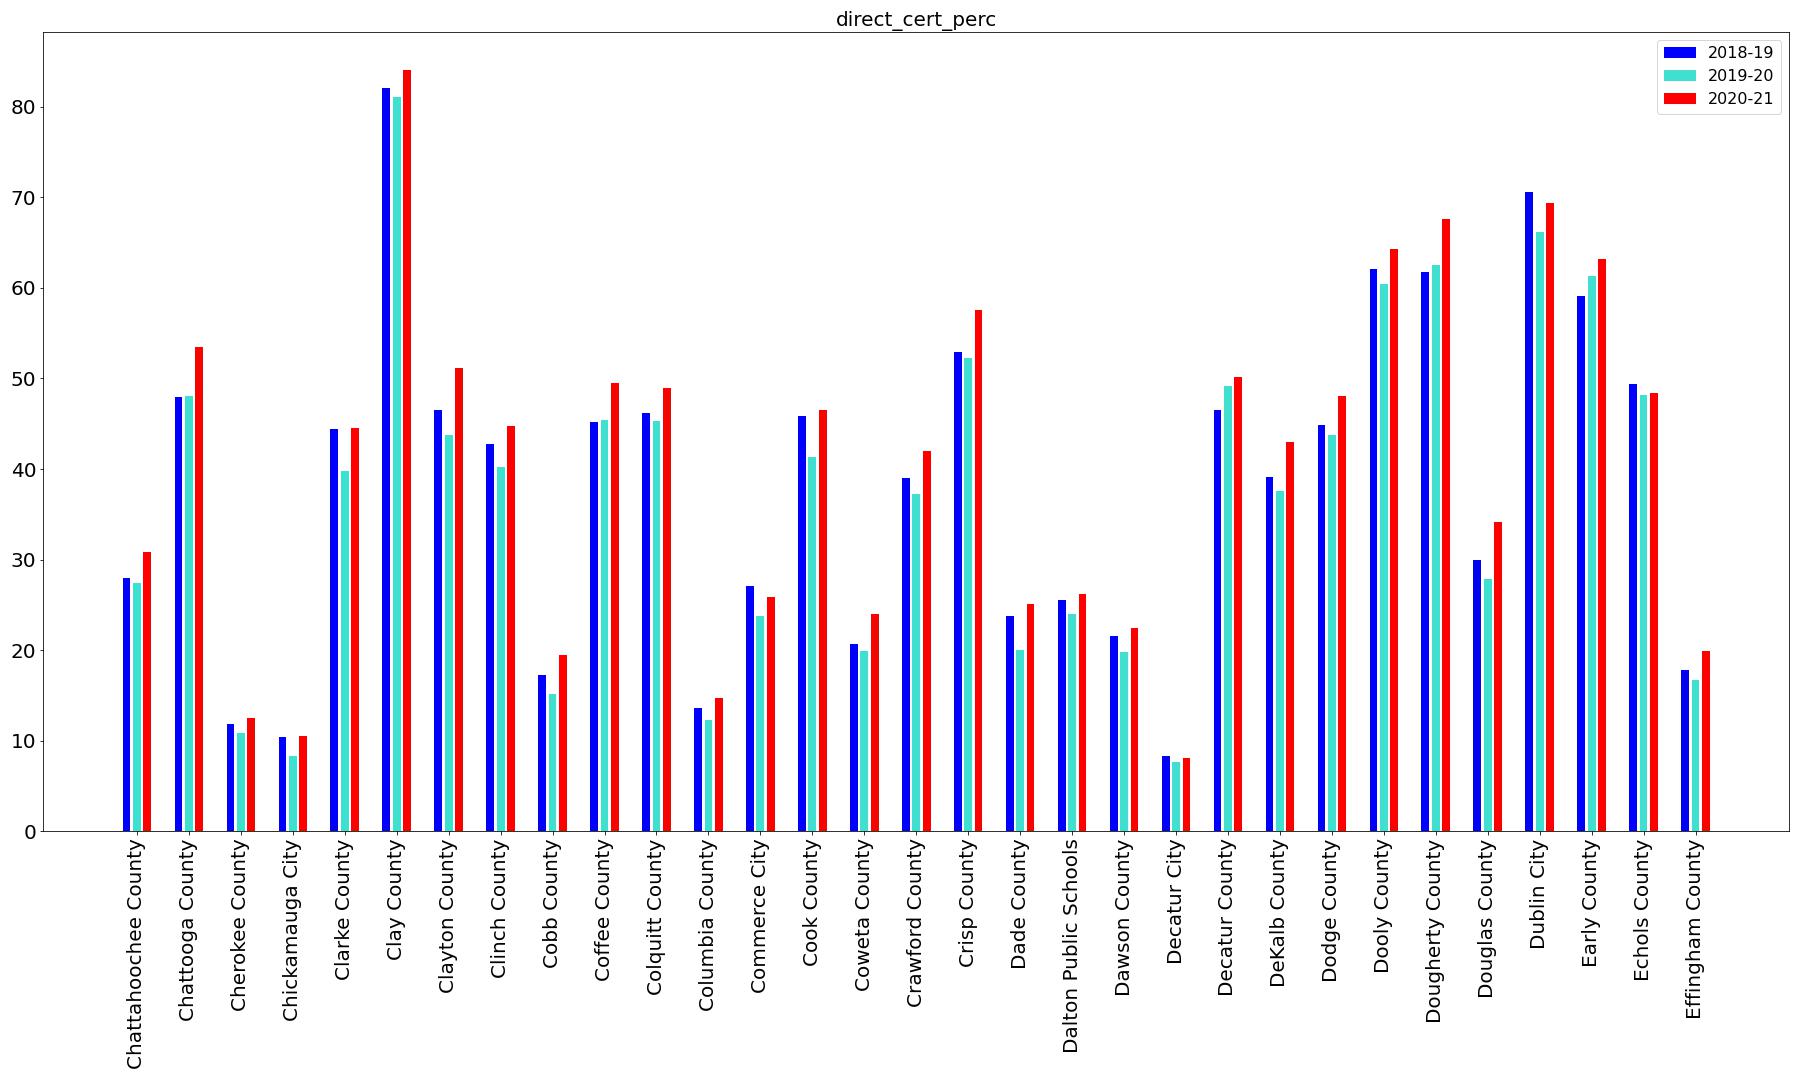 direct_cert_perc
2018-19
2019-20
2020-21
80
70
60
50
40
30
20
10
0
Chattahoochee County
Chattooga County
Cherokee County
Chickamauga City
Clarke County
Clay County
Clayton County
Clinch County
Cobb County
Coffee County
Colquitt County
Columbia County
Commerce City
Cook County
Coweta County
Crawford County
Crisp County
Dade County
Dalton Public Schools
Dawson County
Decatur City
Decatur County
DeKalb County
Dodge County
Dooly County
Dougherty County
Douglas County
Dublin City
Early County
Echols County
Effingham County